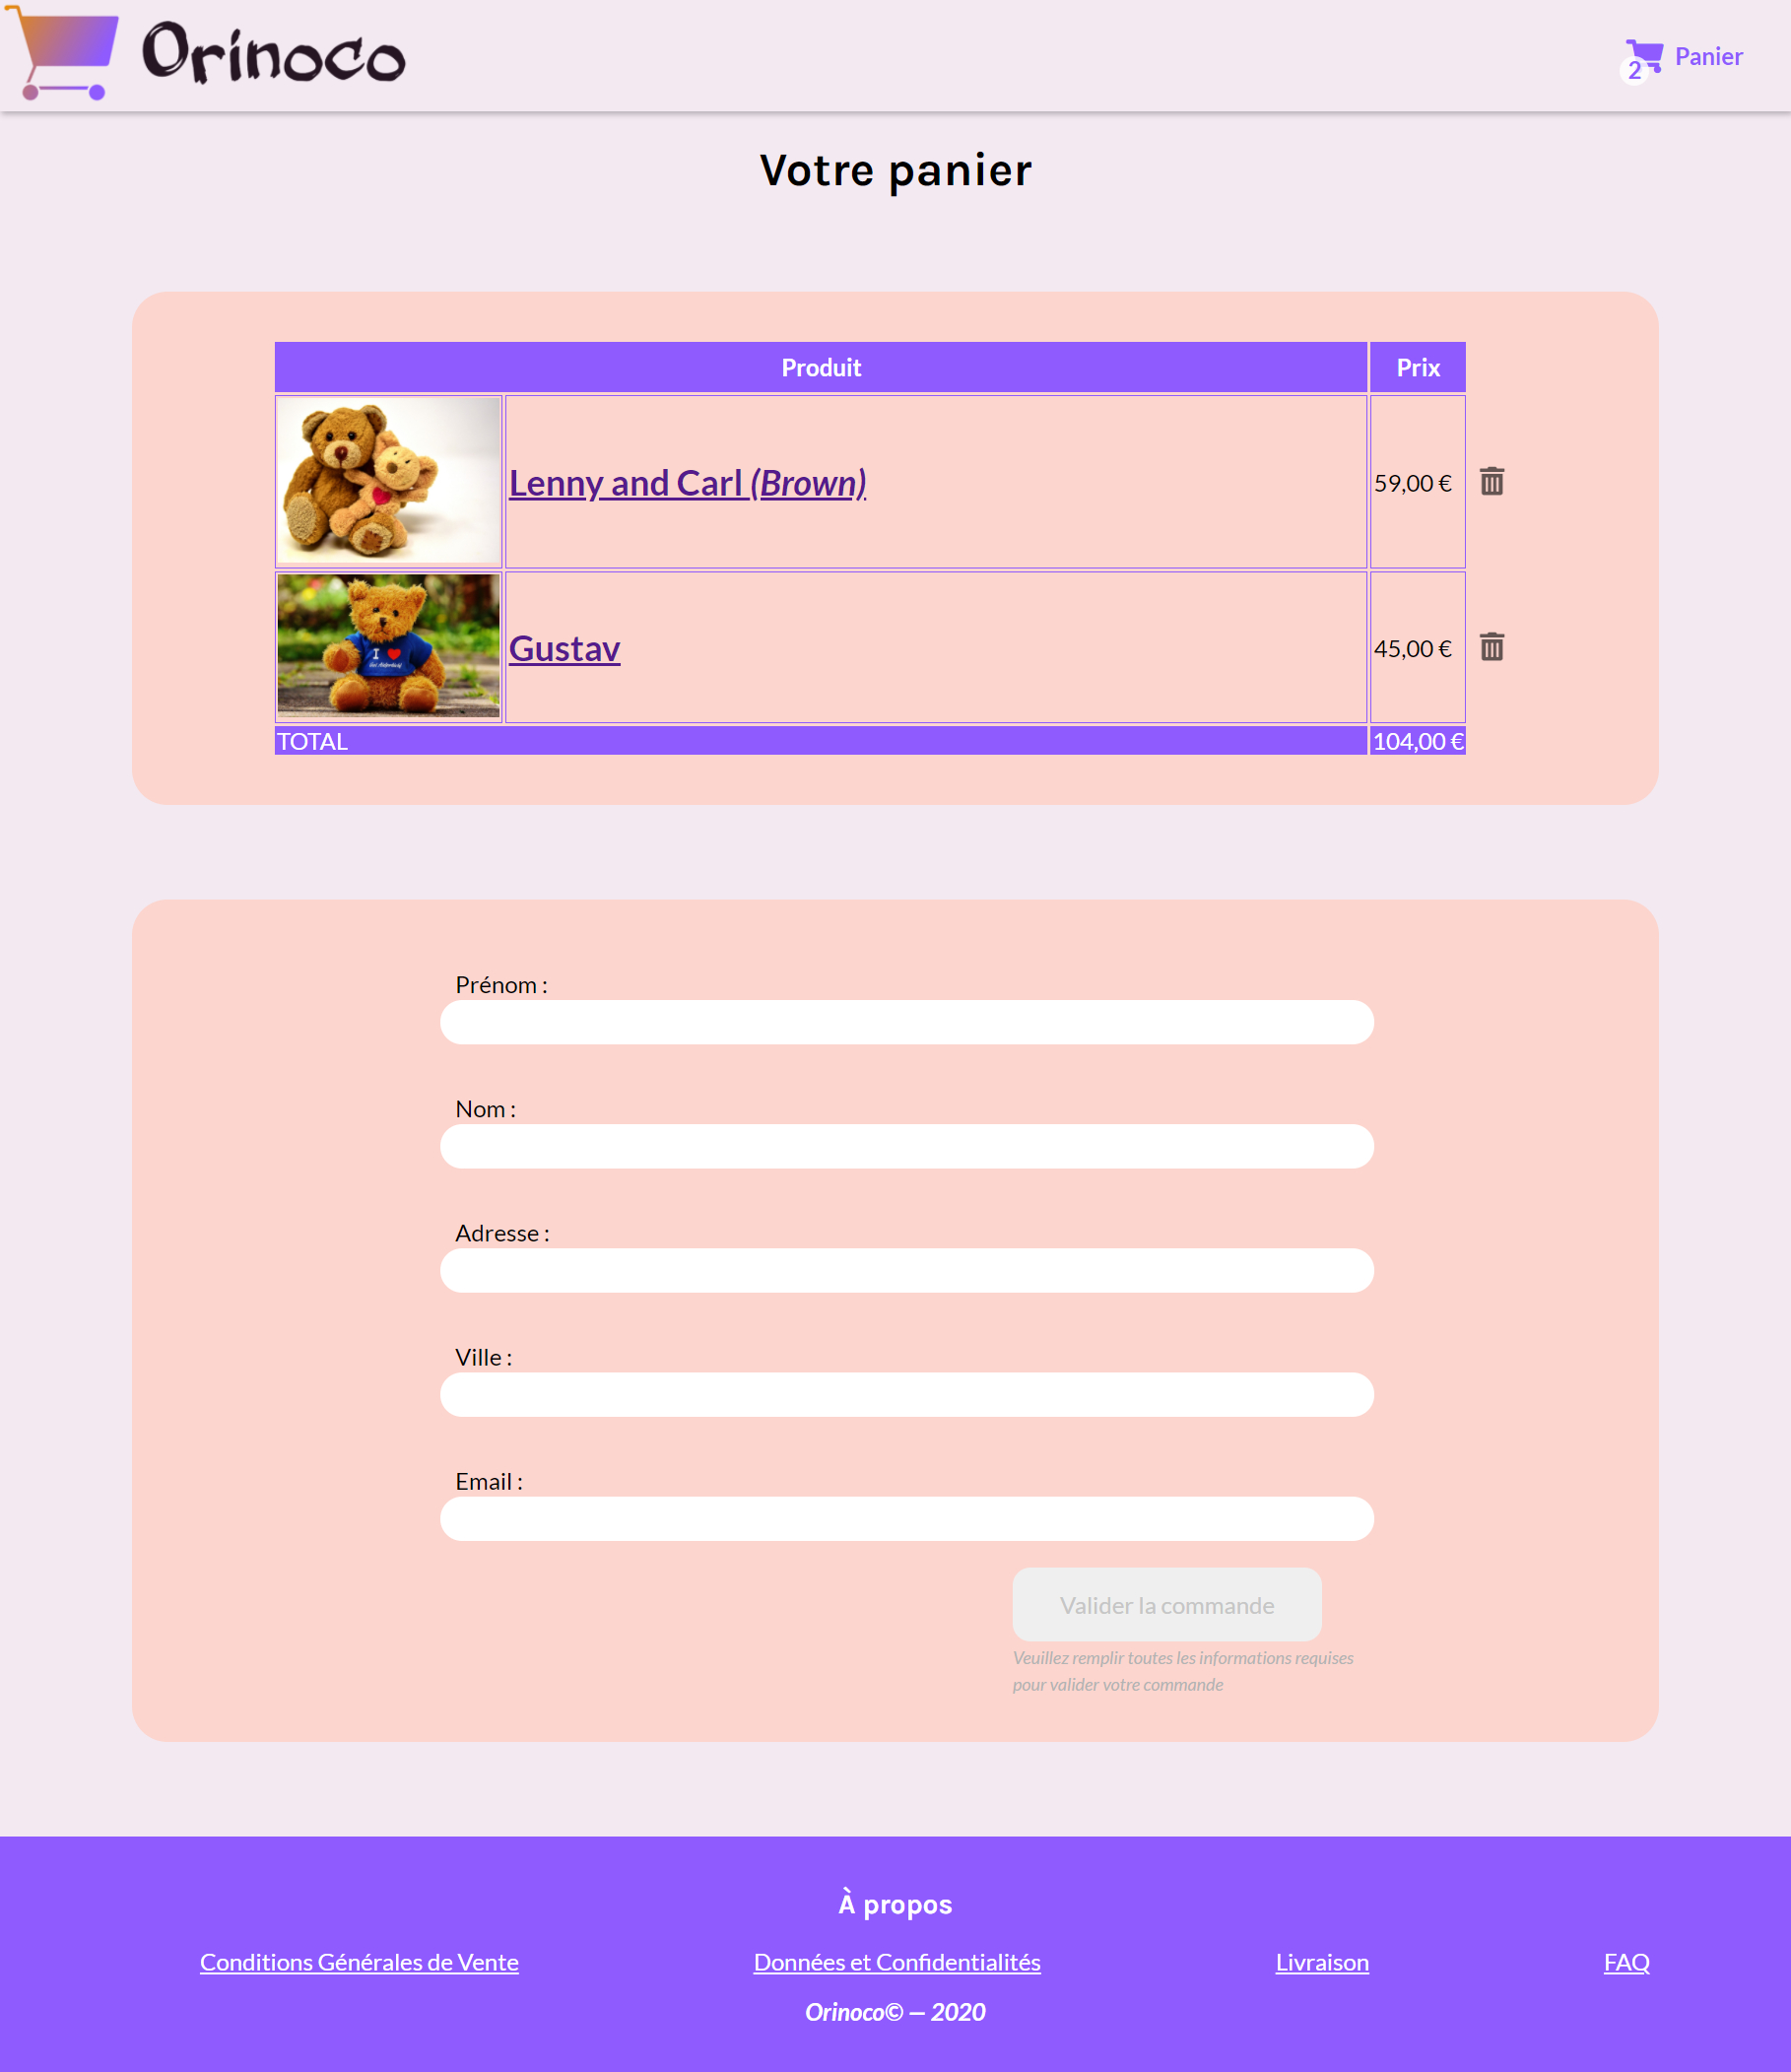 Orinoco
2 Panier
Votre panier
Produit Prix
Lenny and Carl (Brown) 59,00 €
I
Gustav 45,00 €
TOTAL 104,00 €
Prénom :
Nom :
Adresse :
Ville :
Email :
Valider la commande
Veuillez remplir toutes les informations requises
pour valider votre commande
À propos
Conditions Générales de Vente Données et Confidentialités Livraison FAQ
Orinoco© — 2020